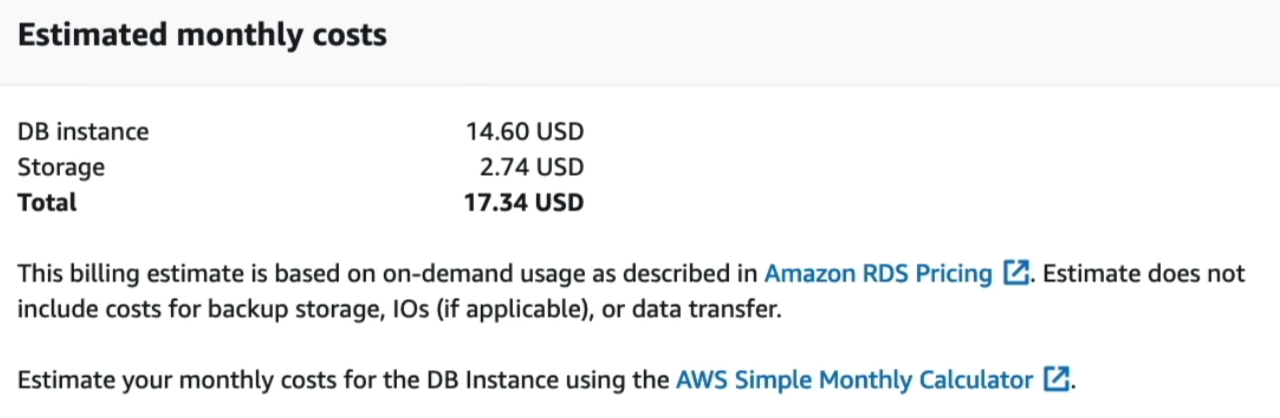 Estimated monthly costs
DB instance 14.60 USD
Storage 2.74 USD
Total 17.34 USD
This billing estimate is based on on-demand usage as described in Amazon RDS Pricing. Estimate does not
include costs for backup storage, IOs (if applicable), or data transfer.
Estimate your monthly costs for the DB Instance using the AWS Simple Monthly Calculator.